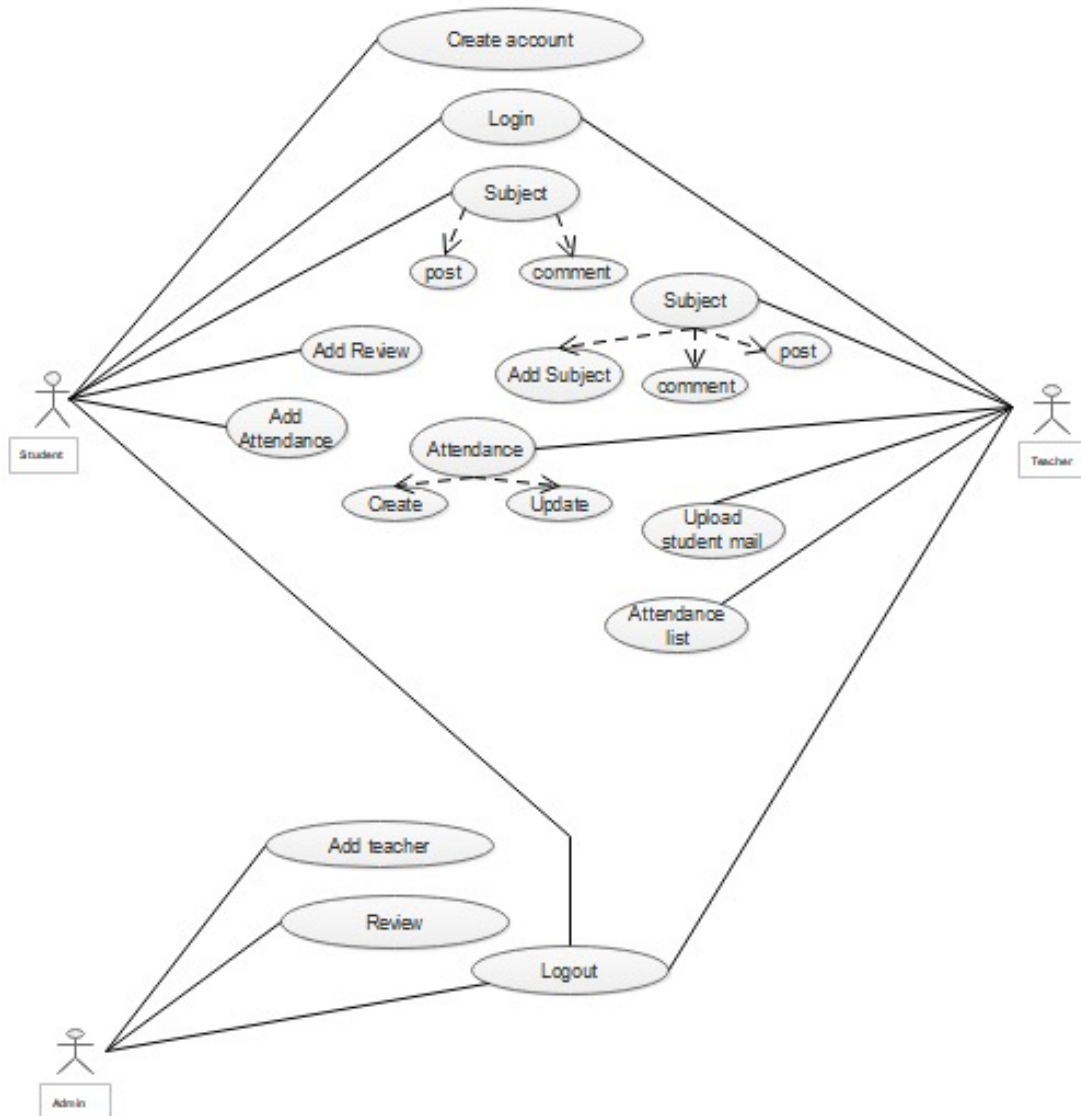 Create account
Login
Subject
post
comment
Subject
Add Subject
comment
post
Add Review
Add
Attendance
Attendance
Create
Update
Student
Teacher
Upload
student mail
Attendance
list
Add teacher
Review
Logout
Admin